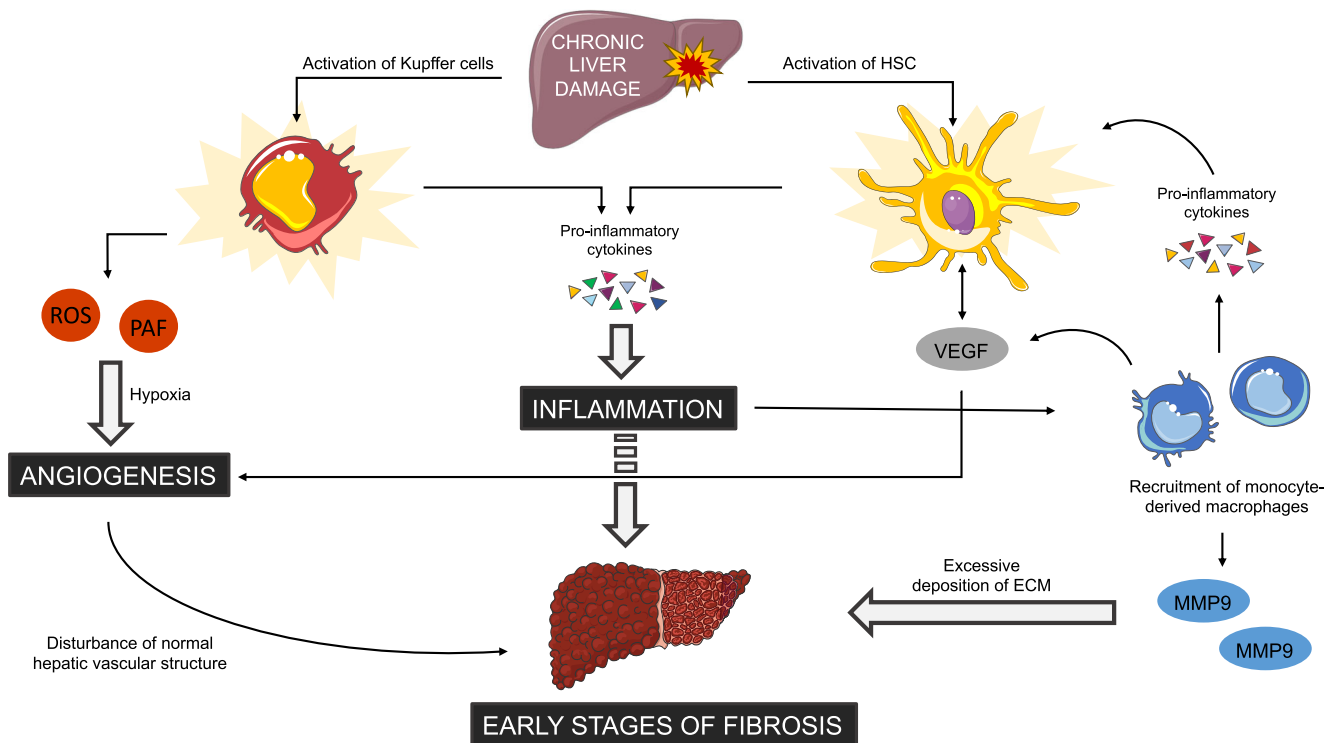 CHRONIC
LIVER
DAMAGE
Activation of Kupffer cells
Activation of HSC
Pro-inflammatory
cytokines
Pro-inflammatory
cytokines
ROS
PAF
VEGF
Hypoxia
INFLAMMATION
ANGIOGENESIS
Recruitment of monocyte-
derived macrophages
Excessive
deposition of ECM
MMP9
MMP9
Disturbance of normal
hepatic vascular structure
EARLY STAGES OF FIBROSIS